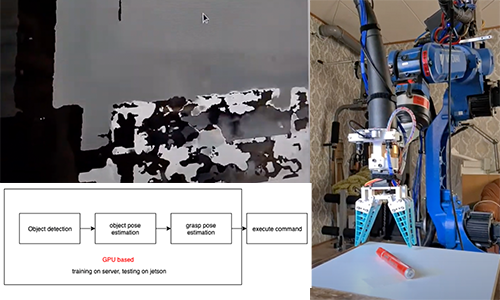 Object detection
object pose
estimation
grasp pose
estimation
execute command
GPU based
training on server, testing on jetson